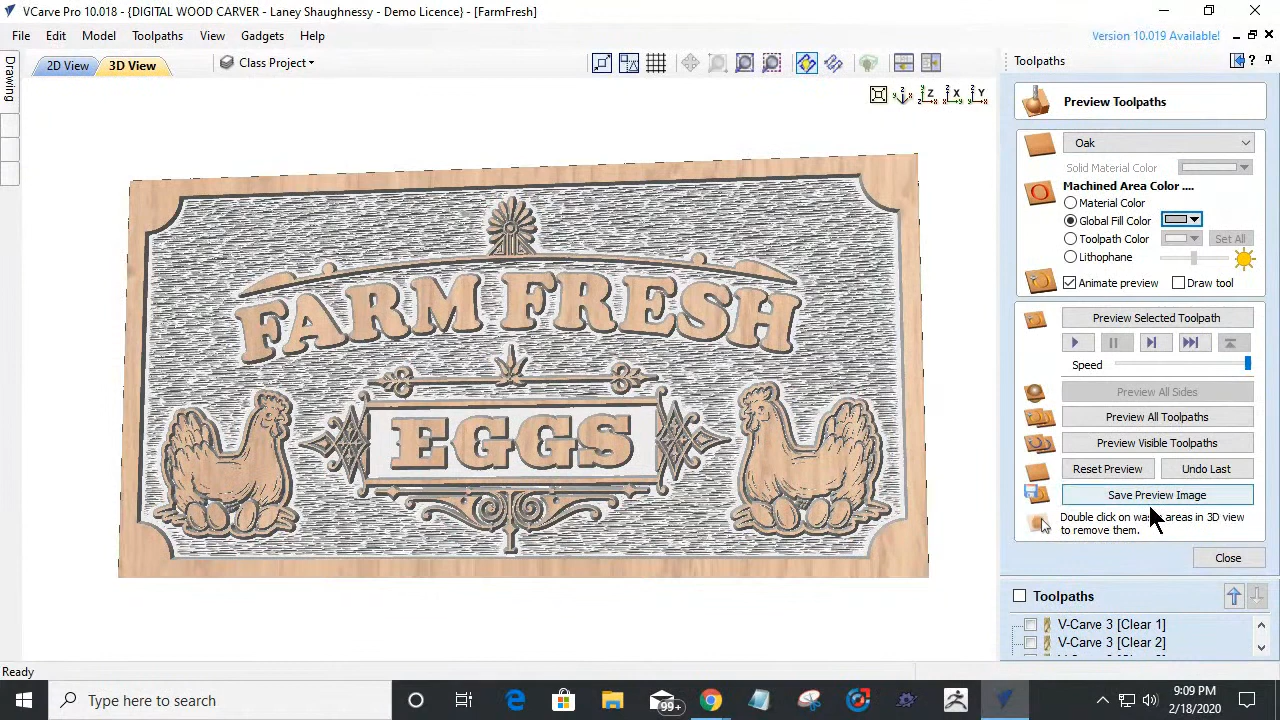 VCarve Pro 10.018 - {DIGITAL WOOD CARVER - Laney Shaughnessy - Demo Licence} - [FarmFresh]
File Edit Model Toolpaths View Gadgets Help
Version 10.019 Available!
Drawing
2D View
3D View
Class Project
Z X Y
FARM FRESH
EGGS
Toolpaths
Preview Toolpaths
Oak
Solid Material Color
Machined Area Color ....
Material Color
Global Fill Color
Toolpath Color
Set All
Lithophane
Animate preview
Draw tool
Preview Selected Toolpath
Speed
Preview All Sides
Preview All Toolpaths
Preview Visible Toolpaths
Reset Preview
Undo Last
Save Preview Image
Double click on areas in 3D view
to remove them.
Close
Toolpaths
V-Carve 3 [Clear 1]
V-Carve 3 [Clear 2]
Ready
Type here to search
99+
9:09 PM
2/18/2020